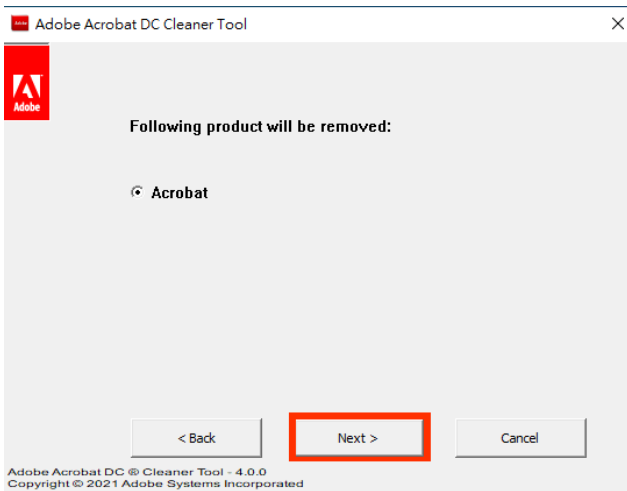 Adobe Acrobat DC Cleaner Tool
Adobe
Following product will be removed:
Acrobat
< Back Next > Cancel
Adobe Acrobat DC ® Cleaner Tool - 4.0.0
Copyright © 2021 Adobe Systems Incorporated